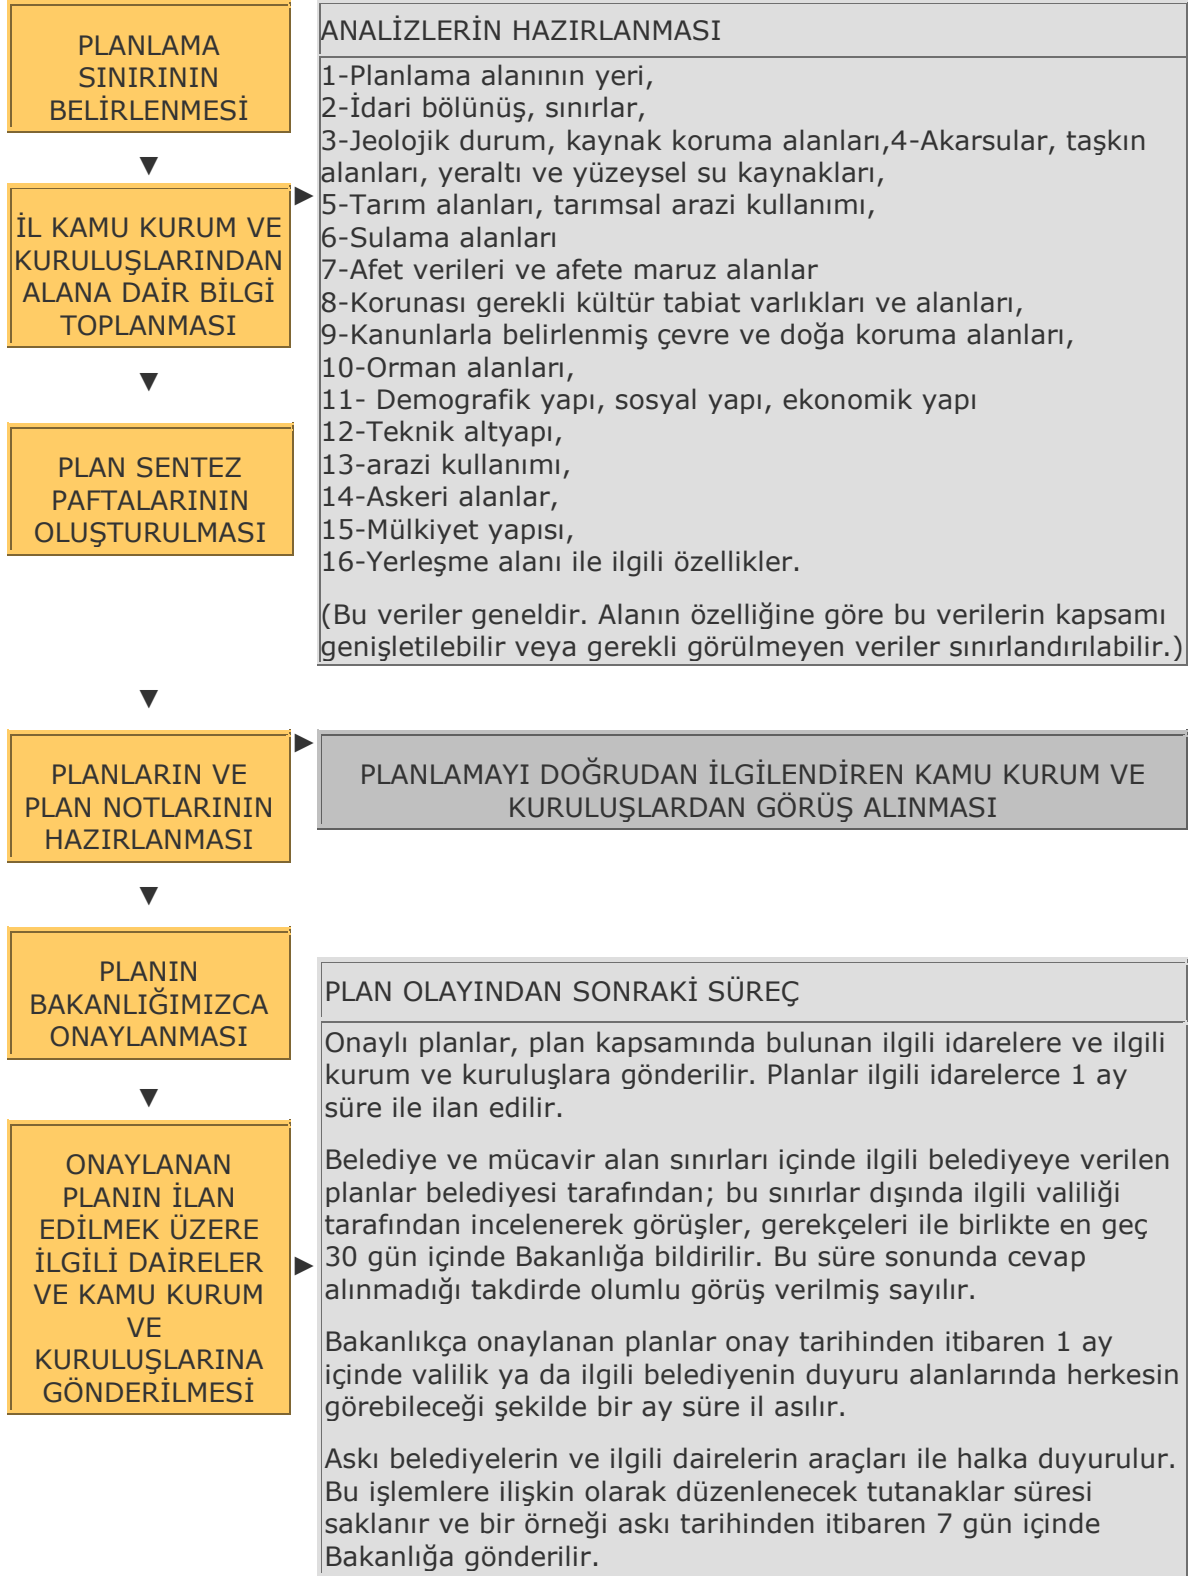 PLANLAMA
SINIRININ
BELİRLENMESİ
▼
İL KAMU KURUM VE
KURULUŞLARINDAN
ALANA DAİR BİLGİ
TOPLANMASI
►
ANALİZLERİN HAZIRLANMASI
1-Planlama alanının yeri,
2-İdari bölünüş, sınırlar,
3-Jeolojik durum, kaynak koruma alanları,4-Akarsular, taşkın
alanları, yeraltı ve yüzeysel su kaynakları,
5-Tarım alanları, tarımsal arazi kullanımı,
6-Sulama alanları
7-Afet verileri ve afete maruz alanlar
8-Korunası gerekli kültür tabiat varlıkları ve alanları,
9-Kanunlarla belirlenmiş çevre ve doğa koruma alanları,
10-Orman alanları,
11- Demografik yapı, sosyal yapı, ekonomik yapı
12-Teknik altyapı,
13-arazi kullanımı,
14-Askeri alanlar,
15-Mülkiyet yapısı,
16-Yerleşme alanı ile ilgili özellikler.
(Bu veriler geneldir. Alanın özelliğine göre bu verilerin kapsamı
genişletilebilir veya gerekli görülmeyen veriler sınırlandırılabilir.)
▼
PLAN SENTEZ
PAFTALARININ
OLUŞTURULMASI
▼
PLANLARIN VE
PLAN NOTLARININ
HAZIRLANMASI
►
PLANLAMAYI DOĞRUDAN İLGİLENDİREN KAMU KURUM VE
KURULUŞLARDAN GÖRÜŞ ALINMASI
▼
PLANIN
BAKANLIĞIMIZCA
ONAYLANMASI
▼
ONAYLANAN
PLANIN İLAN
EDİLMEK ÜZERE
İLGİLİ DAİRELER
VE KAMU KURUM
VE
KURULUŞLARINA
GÖNDERİLMESİ
►
PLAN OLAYINDAN SONRAKİ SÜREÇ
Onaylı planlar, plan kapsamında bulunan ilgili idarelere ve ilgili
kurum ve kuruluşlara gönderilir. Planlar ilgili idarelerce 1 ay
süre ile ilan edilir.
Belediye ve mücavir alan sınırları içinde ilgili belediyeye verilen
planlar belediyesi tarafından; bu sınırlar dışında ilgili valiliği
tarafından incelenerek görüşler, gerekçeleri ile birlikte en geç
30 gün içinde Bakanlığa bildirilir. Bu süre sonunda cevap
alınmadığı takdirde olumlu görüş verilmiş sayılır.
Bakanlıkça onaylanan planlar onay tarihinden itibaren 1 ay
içinde valilik ya da ilgili belediyenin duyuru alanlarında herkesin
görebileceği şekilde bir ay süre il asılır.
Askı belediyelerin ve ilgili dairelerin araçları ile halka duyurulur.
Bu işlemlere ilişkin olarak düzenlenecek tutanaklar süresi
saklanır ve bir örneği askı tarihinden itibaren 7 gün içinde
Bakanlığa gönderilir.